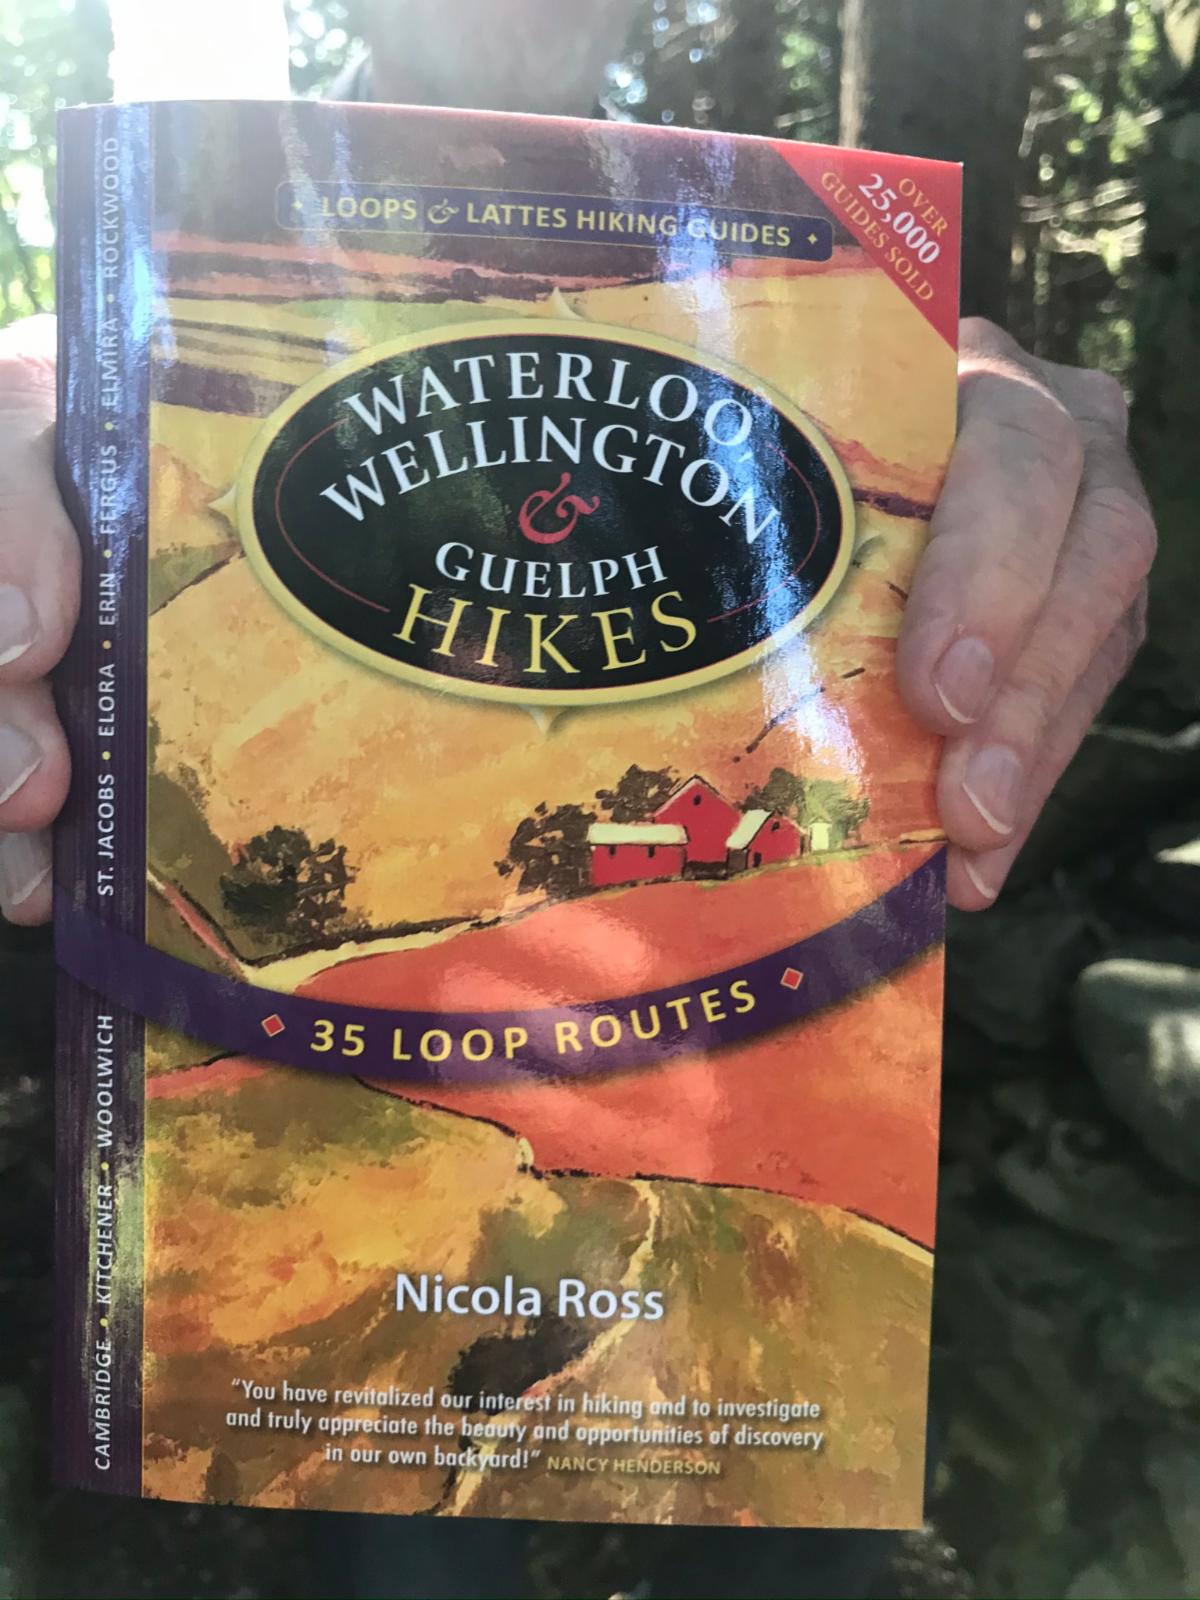 LOOPS & LATTES HIKING GUIDES
OVER
25,000
GUIDES SOLD
WATERLOO,
WELLINGTON
&
GUELPH
HIKES
35 LOOP ROUTES
Nicola Ross
“You have revitalized our interest in hiking and to investigate
and truly appreciate the beauty and opportunities of discovery
in our own backyard!” NANCY HENDERSON
CAMBRIDGE • KITCHENER • WOOLWICH ST. JACOBS • ELORA • ERIN • FERGUS • ELMIRA • ROCKWOOD